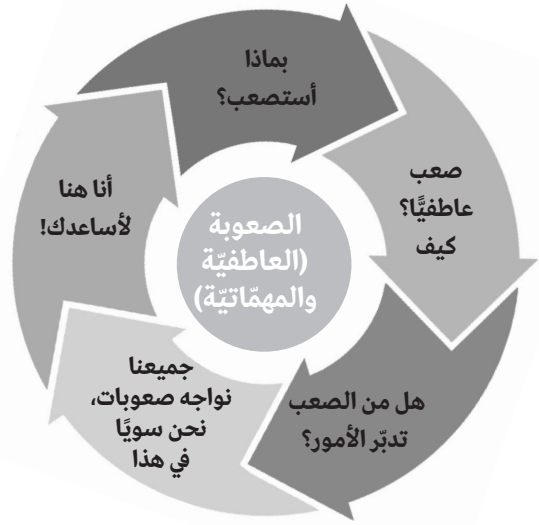 بماذا
أستصعب؟
صعب
عاطفيًّا؟
كيف
هل من الصعب
تدبّر الأمور؟
جميعنا
نواجه صعوبات،
نحن سويًا
في هذا
أنا هنا
لأساعدك!
الصعوبة
(العاطفيّة
والمهمّاتيّة)